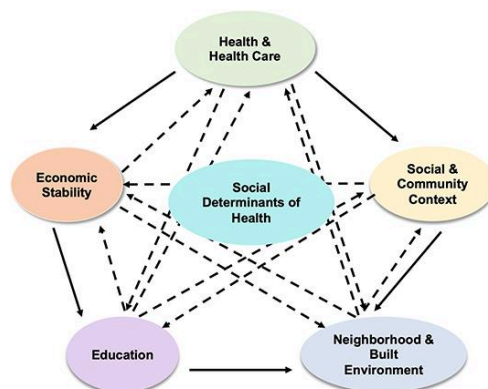 Health &
Health Care
Economic
Stability
Social
Determinants of
Health
Social &
Community
Context
Education
Neighborhood &
Built
Environment